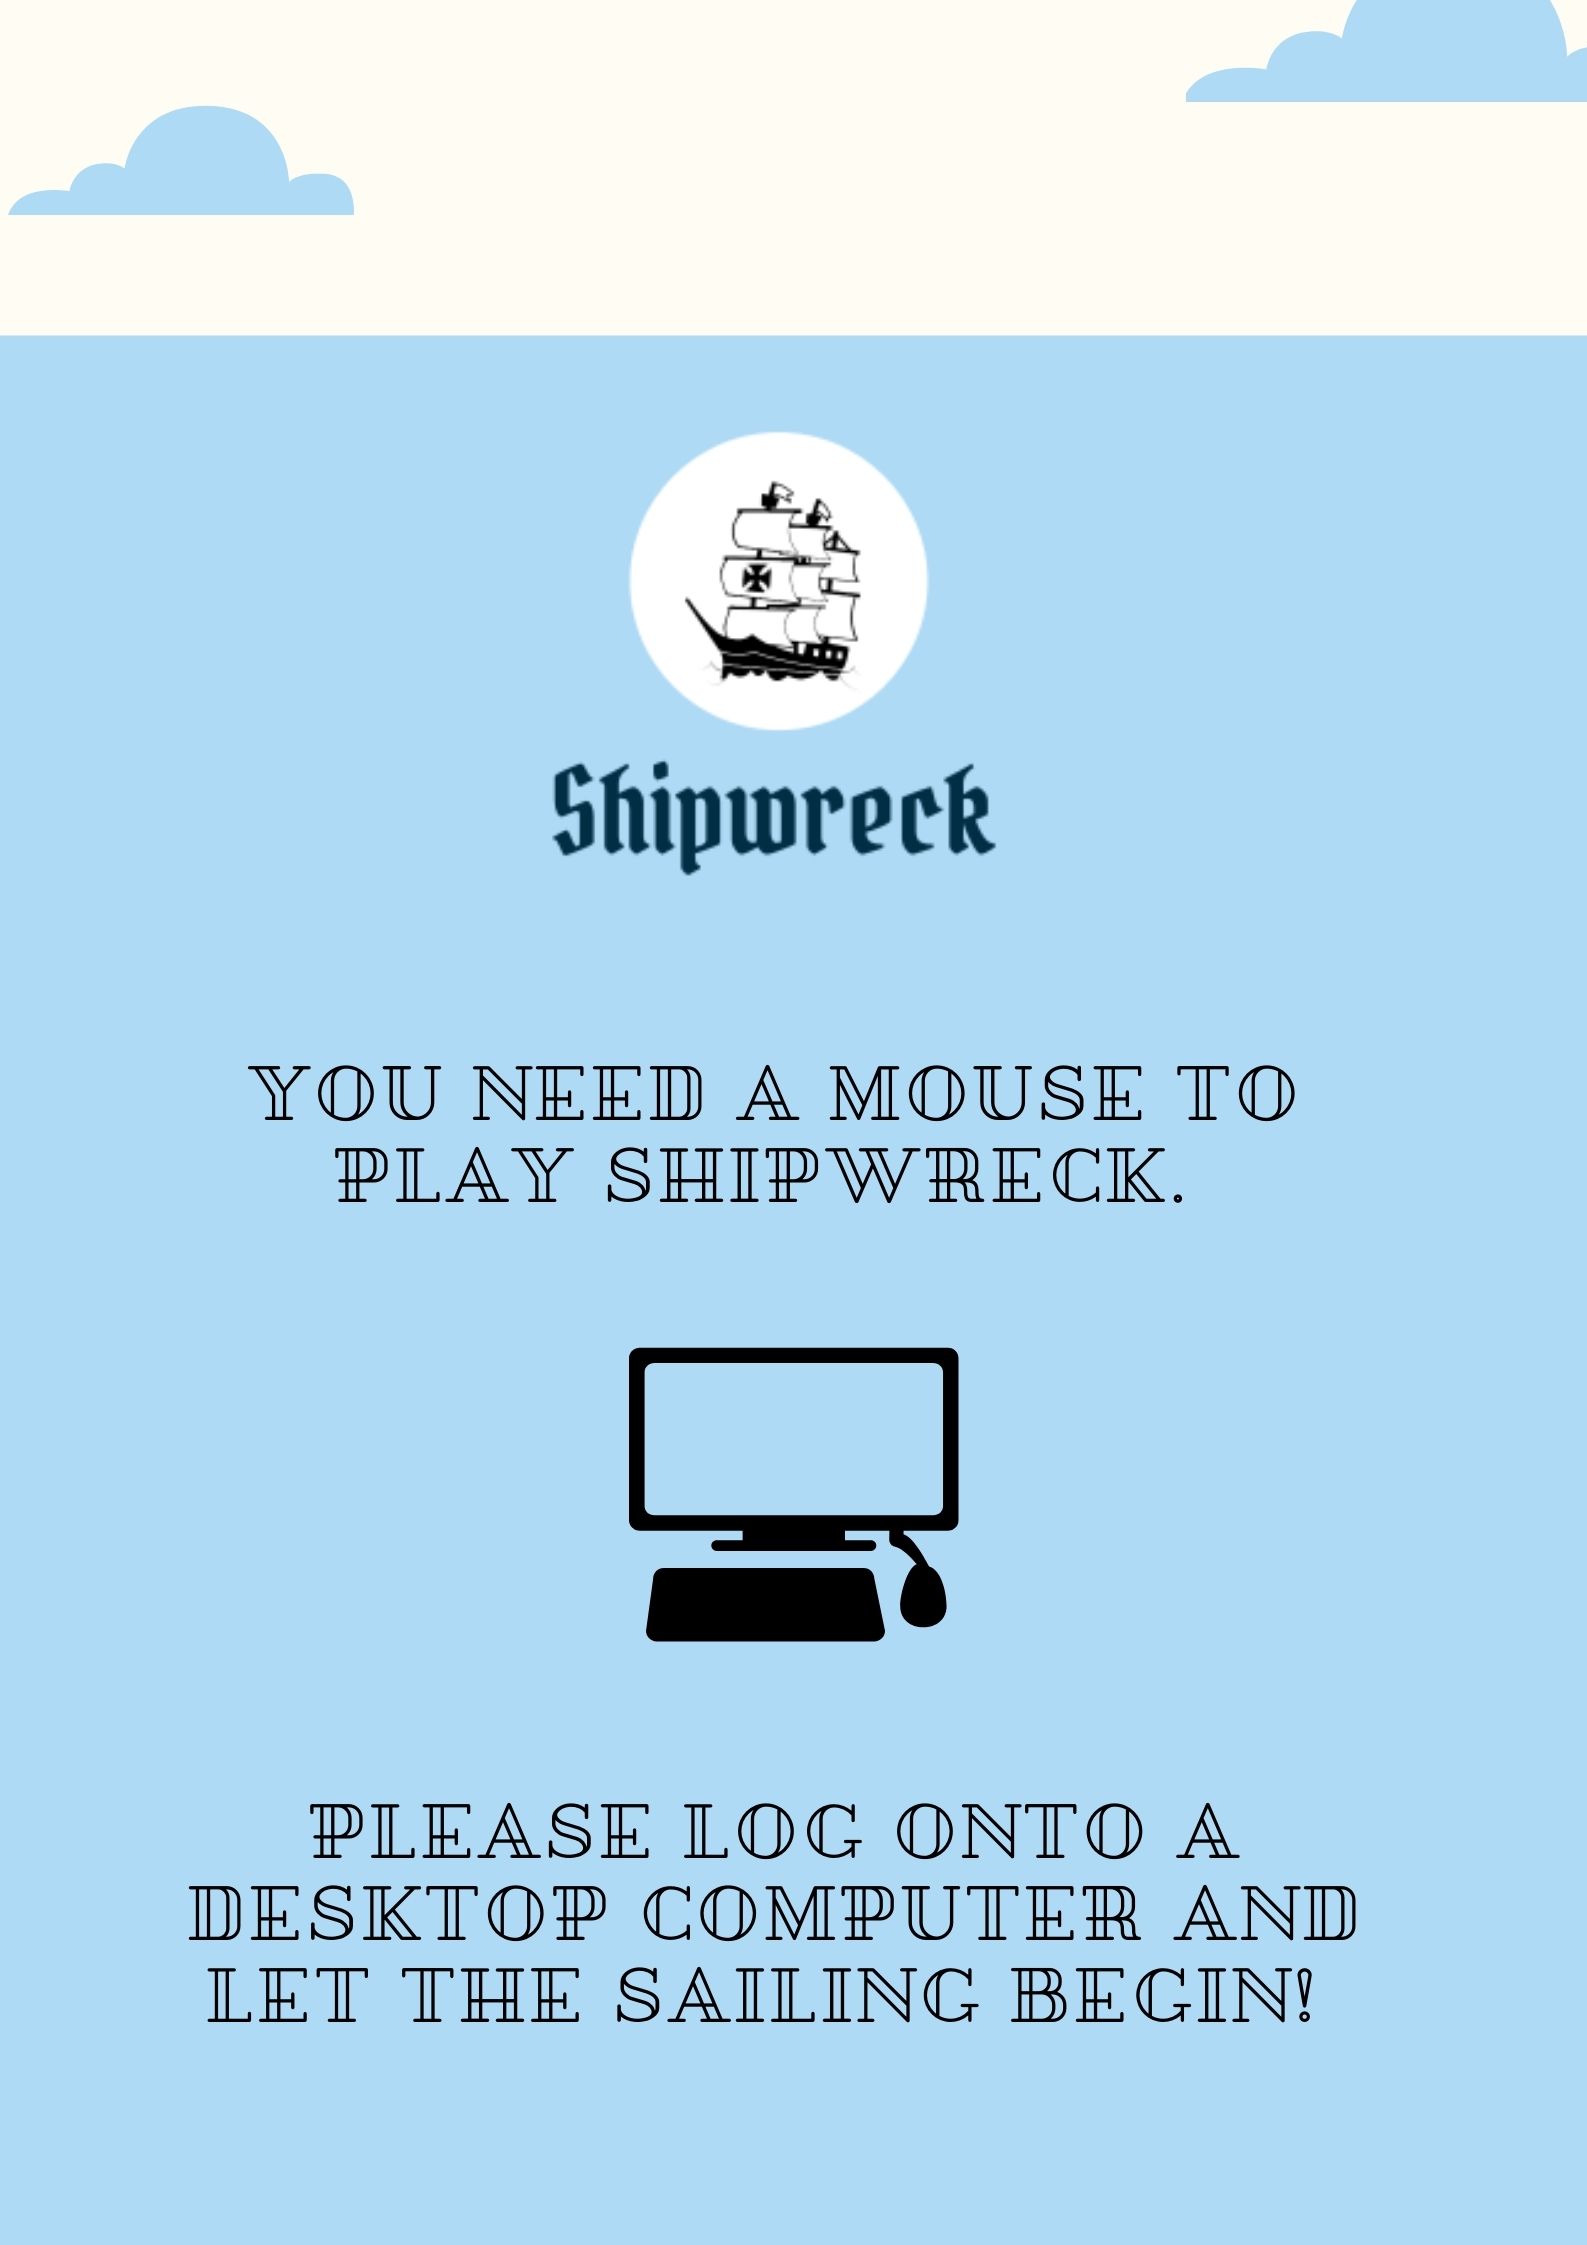 Shipwreck
YOU NEED A MOUSE TO
PLAY SHIPWRECK.
PLEASE LOG ONTO A
DESKTOP COMPUTER AND
LET THE SAILING BEGIN!